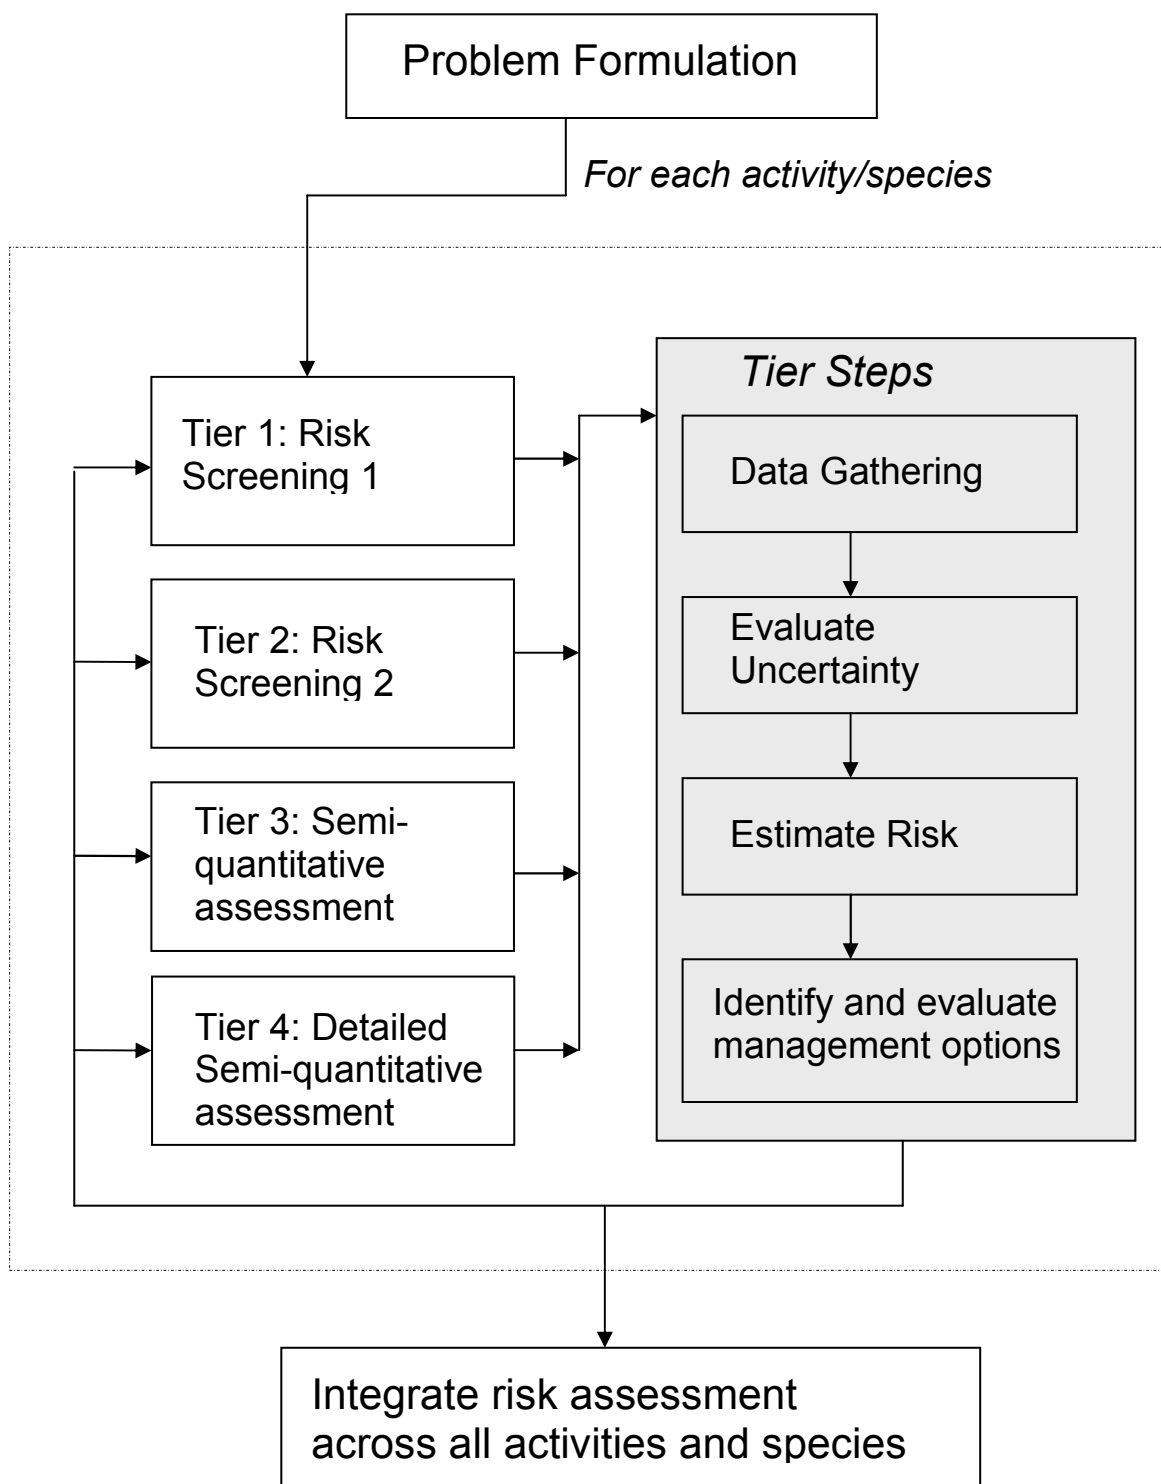 Problem Formulation
For each activity/species
Tier 1: Risk
Screening 1
Tier 2: Risk
Screening 2
Tier 3: Semi-
quantitative
assessment
Tier 4: Detailed
Semi-quantitative
assessment
Tier Steps
Data Gathering
Evaluate
Uncertainty
Estimate Risk
Identify and evaluate
management options
Integrate risk assessment
across all activities and species